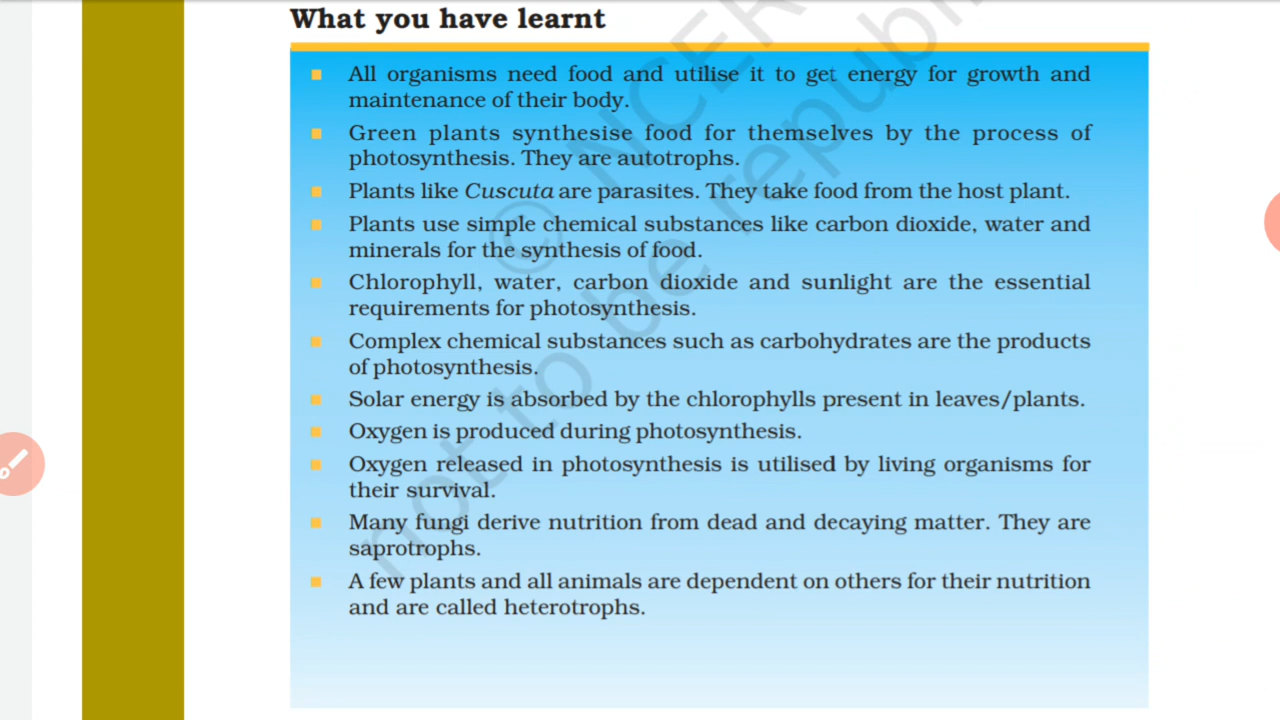 What you have learnt
All organisms need food and utilise it to get energy for growth and
maintenance of their body.
Green plants synthesise food for themselves by the process of
photosynthesis. They are autotrophs.
Plants like Cuscuta are parasites. They take food from the host plant.
Plants use simple chemical substances like carbon dioxide, water and
minerals for the synthesis of food.
Chlorophyll, water, carbon dioxide and sunlight are the essential
requirements for photosynthesis.
Complex chemical substances such as carbohydrates are the products
of photosynthesis.
Solar energy is absorbed by the chlorophylls present in leaves/plants.
Oxygen is produced during photosynthesis.
Oxygen released in photosynthesis is utilised by living organisms for
their survival.
Many fungi derive nutrition from dead and decaying matter. They are
saprotrophs.
A few plants and all animals are dependent on others for their nutrition
and are called heterotrophs.
©
not to be